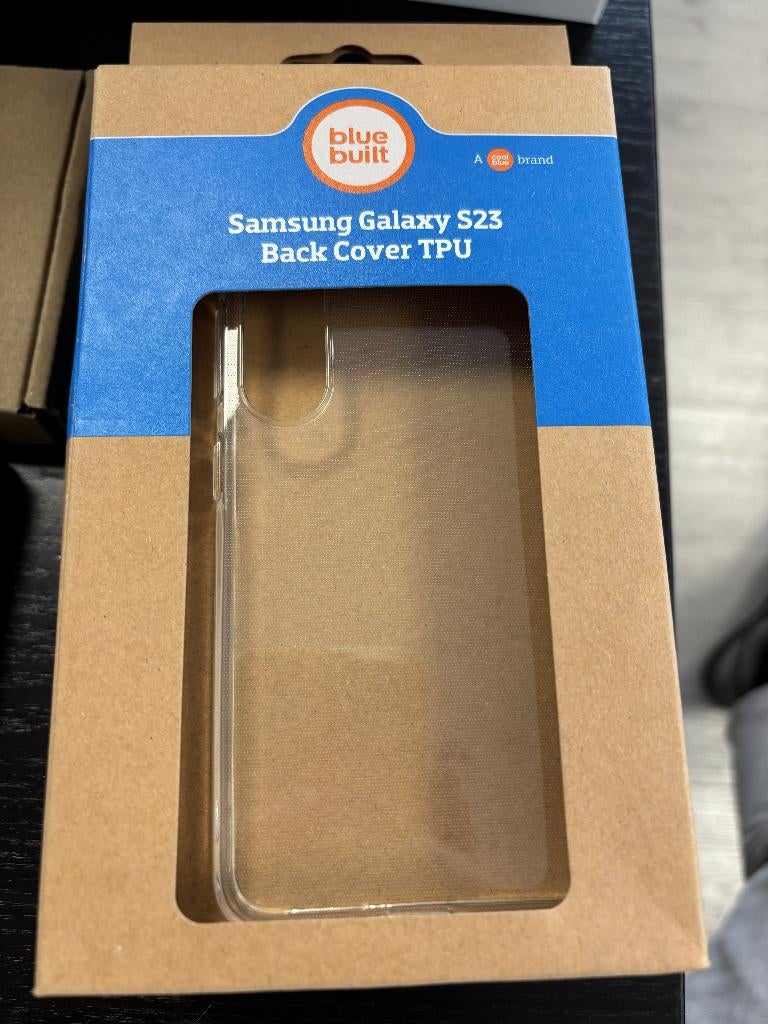 blue
built
A cool blue brand
Samsung Galaxy S23
Back Cover TPU